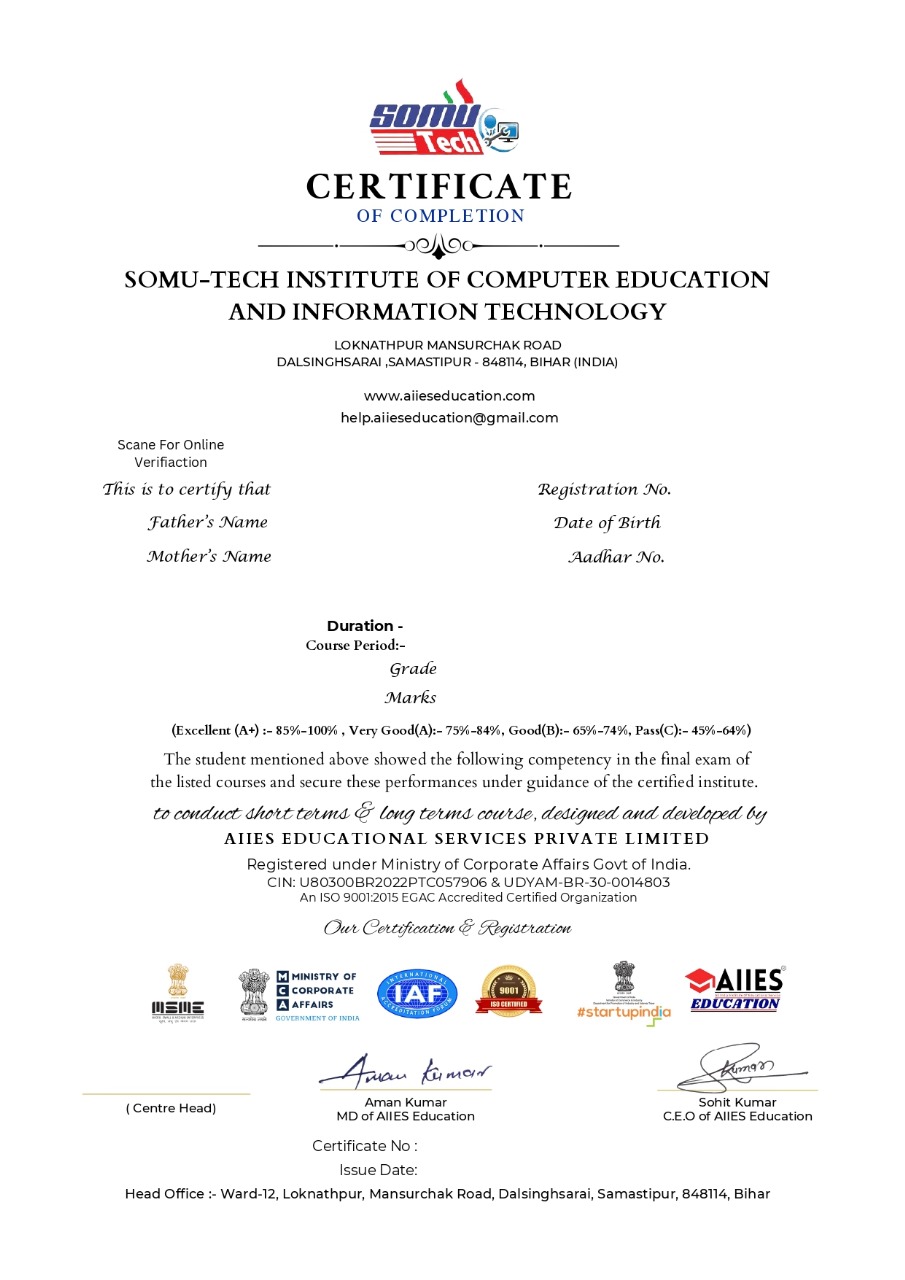 SOMU
Tech
CERTIFICATE
OF COMPLETION
SOMU-TECH INSTITUTE OF COMPUTER EDUCATION
AND INFORMATION TECHNOLOGY
LOKNATHPUR MANSURCHAK ROAD
DALSINGHSARAI ,SAMASTIPUR - 848114, BIHAR (INDIA)
www.aiieseducation.com
help.aiieseducation@gmail.com
Scane For Online
Verifiaction
This is to certify that
Registration No.
Father's Name
Date of Birth
Mother's Name
Aadhar No.
Duration -
Course Period:-
Grade
Marks
(Excellent (A+) :- 85%-100% , Very Good(A):- 75%-84%, Good(B):- 65%-74%, Pass(C):- 45%-64%)
The student mentioned above showed the following competency in the final exam of
the listed courses and secure these performances under guidance of the certified institute.
to conduct short terms & long terms course, designed and developed by
AIIES EDUCATIONAL SERVICES PRIVATE LIMITED
Registered under Ministry of Corporate Affairs Govt of India.
CIN: U80300BR2022PTC057906 & UDYAM-BR-30-0014803
An ISO 9001:2015 EGAC Accredited Certified Organization
Our Certification & Registration
MSME
MCA
MINISTRY OF
CORPORATE
AFFAIRS
GOVERNMENT OF INDIA
INTERNATIONAL
IAF
ACCREDITATION FORUM
9001
ISO CERTIFIED
#startupindia
AIIES
EDUCATION
Aman Kumar
Skumar
( Centre Head)
Aman Kumar
MD of AIIES Education
Sohit Kumar
C.E.O of AIIES Education
Certificate No :
Issue Date:
Head Office :- Ward-12, Loknathpur, Mansurchak Road, Dalsinghsarai, Samastipur, 848114, Bihar